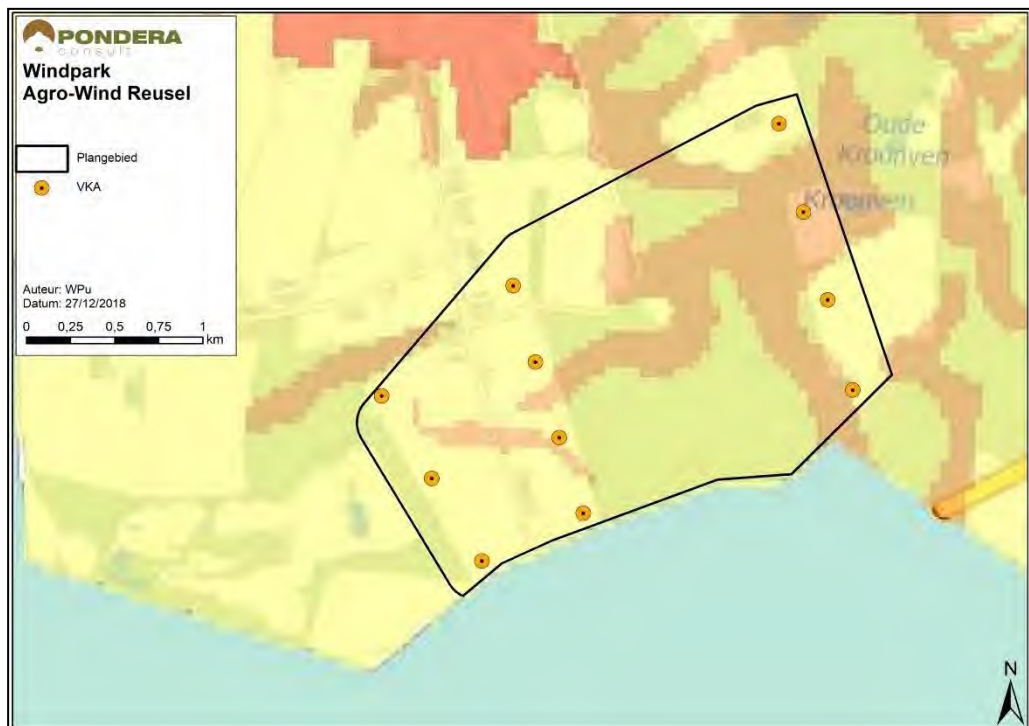 PONDERA
consult
Windpark
Agro-Wind Reusel
Plangebied
VKA
Auteur: WPu
Datum: 27/12/2018
0 0,25 0,5 0,75 1
km
Oude
Kroonven
Kroonven
N